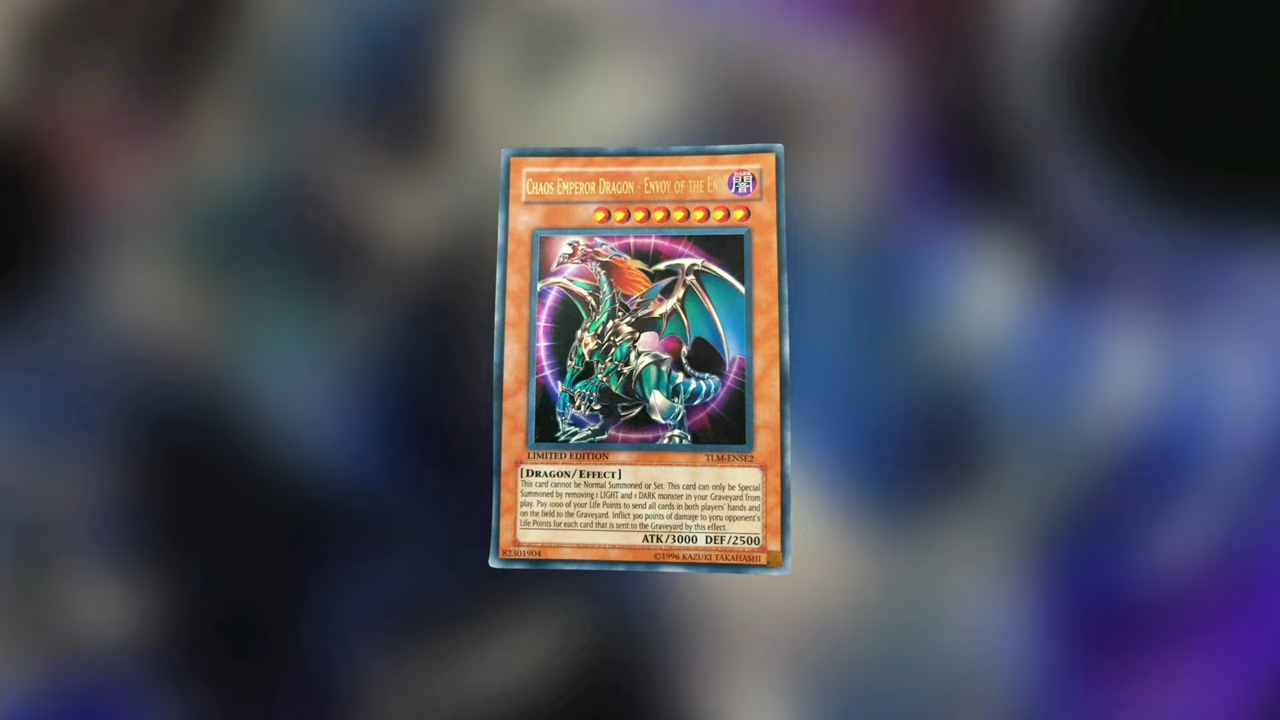 CHAOS EMPEROR DRAGON - ENVOY OF THE END
DARK
闇
LIMITED EDITION
TLM-ENSE2
[DRAGON/EFFECT]
This card cannot be Normal Summoned or Set. This card can only be Special
Summoned by removing 1 LIGHT and 1 DARK monster in your Graveyard from
play. Pay 1000 of your Life Points to send all cards in both players' hands and
on the field to the Graveyard. Inflict 300 points of damage to yoru opponent's
Life Points for each card that is sent to the Graveyard by this effect.
ATK/3000 DEF/2500
82301904
©1996 KAZUKI TAKAHASHI